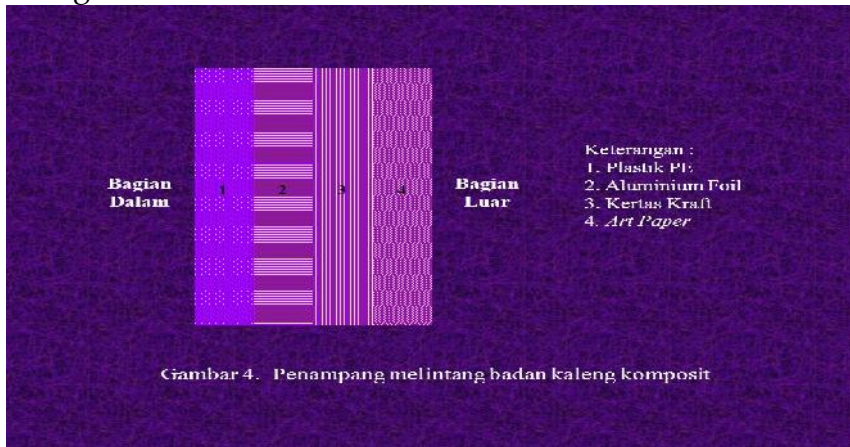 Bagian
Dalam
1
2
3
4
Bagian
Luar
Keterangan :
1. Plastik PE
2. Aluminium Foil
3. Kertas Kraft
4. Art Paper
Gambar 4. Penampang melintang badan kaleng komposit